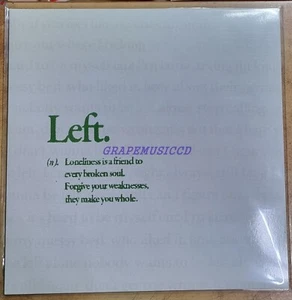 Left.
GRAPEMUSICCD
(n). Loneliness is a friend to
every broken soul.
Forgive your weaknesses,
they make you whole.